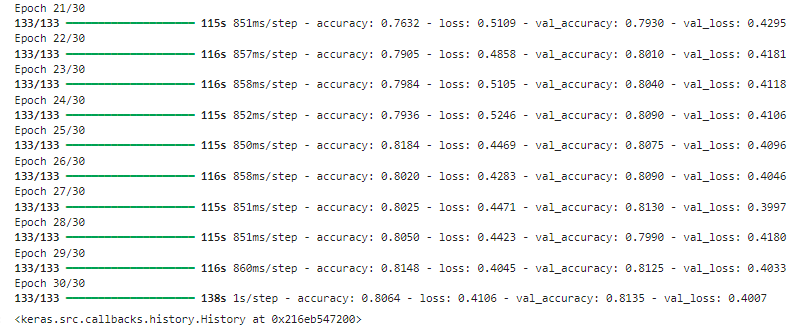 Epoch 21/30
133/133 ━━━━━━━━━━━━━━━━━━━━ 115s 851ms/step - accuracy: 0.7632 - loss: 0.5109 - val_accuracy: 0.7930 - val_loss: 0.4295
Epoch 22/30
133/133 ━━━━━━━━━━━━━━━━━━━━ 116s 857ms/step - accuracy: 0.7905 - loss: 0.4858 - val_accuracy: 0.8010 - val_loss: 0.4181
Epoch 23/30
133/133 ━━━━━━━━━━━━━━━━━━━━ 116s 858ms/step - accuracy: 0.7984 - loss: 0.5105 - val_accuracy: 0.8040 - val_loss: 0.4118
Epoch 24/30
133/133 ━━━━━━━━━━━━━━━━━━━━ 115s 852ms/step - accuracy: 0.7936 - loss: 0.5246 - val_accuracy: 0.8090 - val_loss: 0.4106
Epoch 25/30
133/133 ━━━━━━━━━━━━━━━━━━━━ 115s 850ms/step - accuracy: 0.8184 - loss: 0.4469 - val_accuracy: 0.8075 - val_loss: 0.4096
Epoch 26/30
133/133 ━━━━━━━━━━━━━━━━━━━━ 116s 858ms/step - accuracy: 0.8020 - loss: 0.4283 - val_accuracy: 0.8090 - val_loss: 0.4046
Epoch 27/30
133/133 ━━━━━━━━━━━━━━━━━━━━ 115s 851ms/step - accuracy: 0.8025 - loss: 0.4471 - val_accuracy: 0.8130 - val_loss: 0.3997
Epoch 28/30
133/133 ━━━━━━━━━━━━━━━━━━━━ 115s 851ms/step - accuracy: 0.8050 - loss: 0.4423 - val_accuracy: 0.7990 - val_loss: 0.4180
Epoch 29/30
133/133 ━━━━━━━━━━━━━━━━━━━━ 116s 860ms/step - accuracy: 0.8148 - loss: 0.4045 - val_accuracy: 0.8125 - val_loss: 0.4033
Epoch 30/30
133/133 ━━━━━━━━━━━━━━━━━━━━ 138s 1s/step - accuracy: 0.8064 - loss: 0.4106 - val_accuracy: 0.8135 - val_loss: 0.4007
<keras.src.callbacks.history.History at 0x216eb547200>